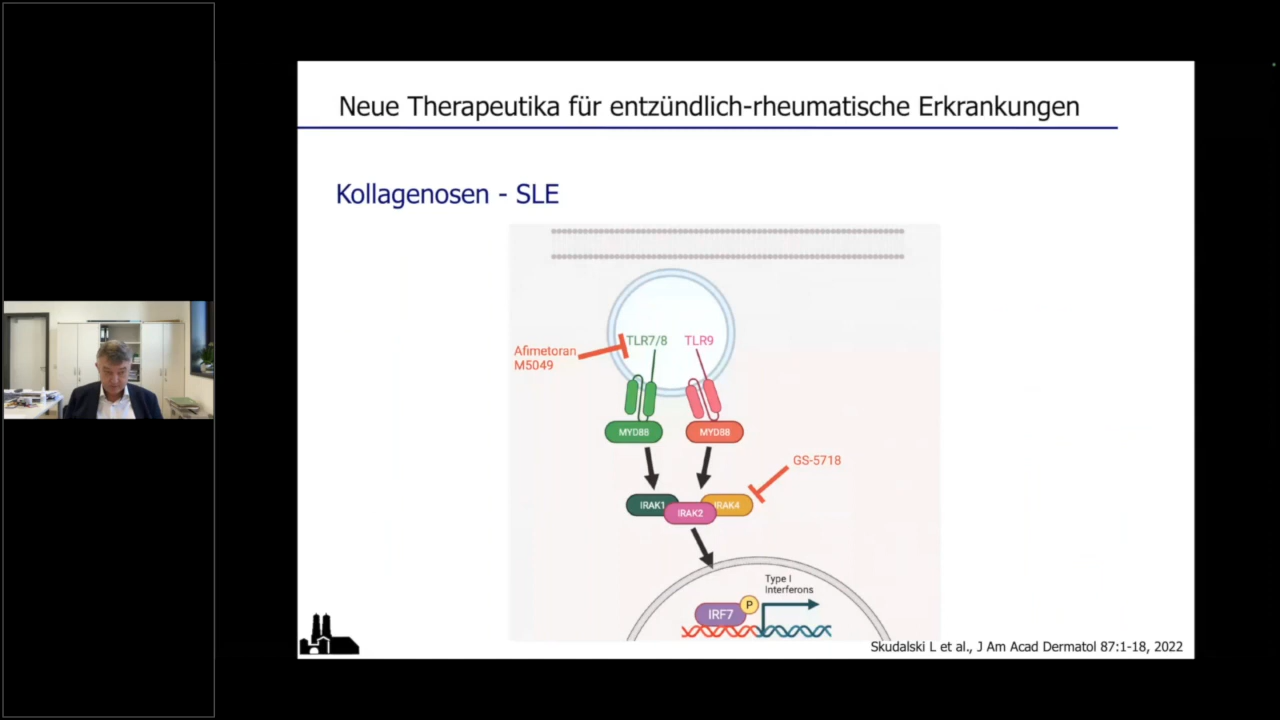 Neue Therapeutika für entzündlich-rheumatische Erkrankungen
Kollagenosen - SLE
TLR7/8
TLR9
Afimetoran
M5049
MYD88
MYD88
GS-5718
IRAK1
IRAK2
IRAK4
Type I
Interferons
IRF7
P
Skudalski L et al., J Am Acad Dermatol 87:1-18, 2022